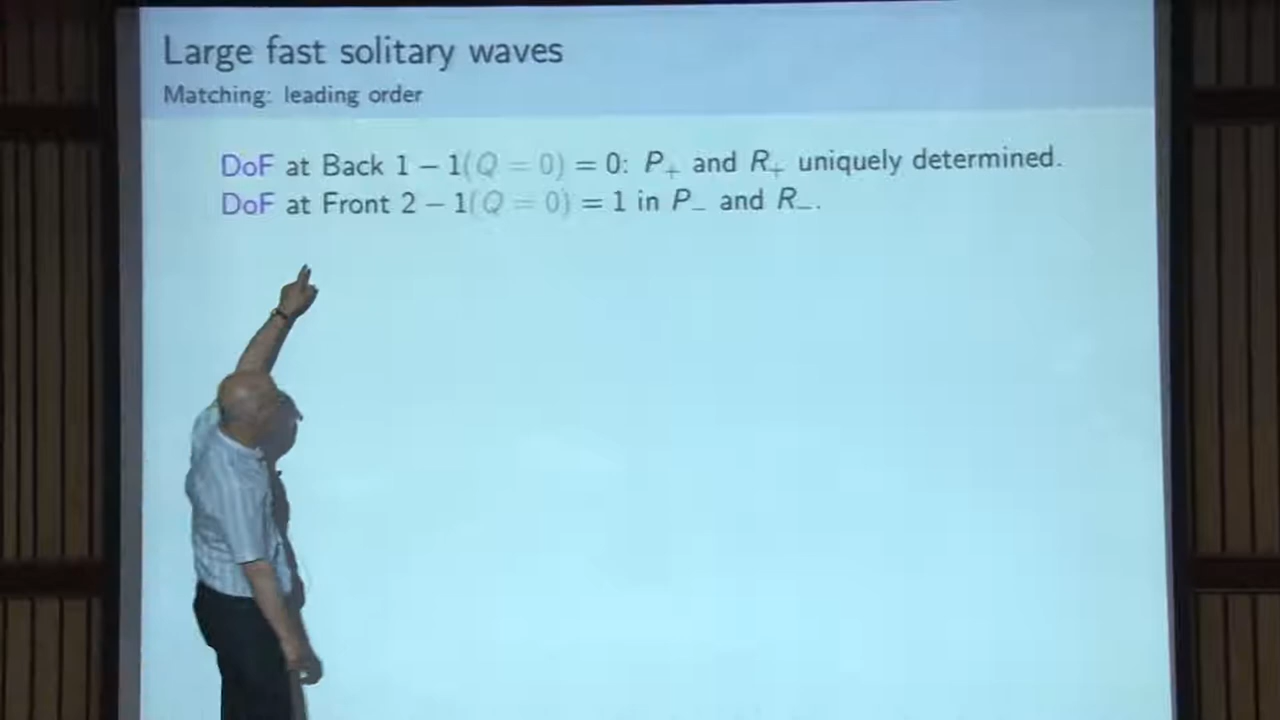 Large fast solitary waves
Matching: leading order
DoF at Back 1 − 1(Q = 0) = 0: P₊ and R₊ uniquely determined.
DoF at Front 2 − 1(Q = 0) = 1 in P₋ and R₋.